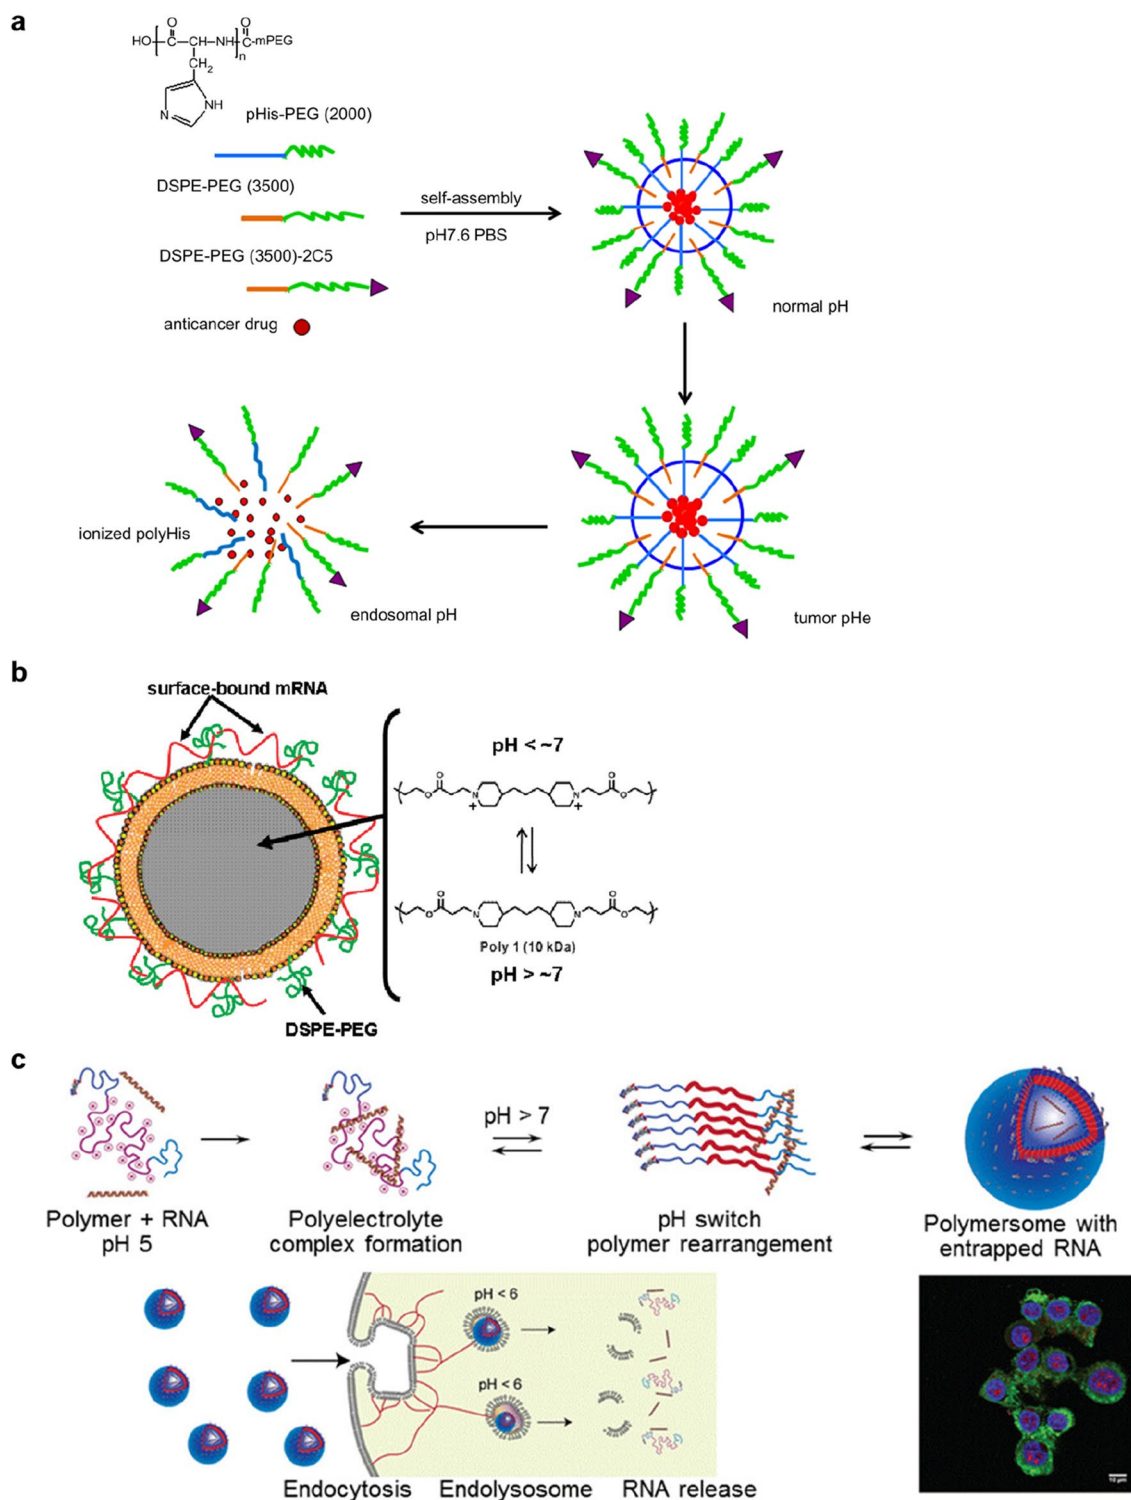 a
HO
O
C
CH
NH
n
O
C-mPEG
CH2
N
NH
pHis-PEG (2000)
DSPE-PEG (3500)
DSPE-PEG (3500)-2C5
anticancer drug
self-assembly
pH7.6 PBS
normal pH
ionized polyHis
endosomal pH
tumor pHe
b
surface-bound mRNA
pH < ~7
O
O
N
+
N
+
O
O
O
O
N
N
O
O
Poly 1 (10 kDa)
pH > ~7
DSPE-PEG
c
pH > 7
Polymer + RNA
pH 5
Polyelectrolyte
complex formation
pH switch
polymer rearrangement
Polymersome with
entrapped RNA
pH < 6
pH < 6
Endocytosis
Endolysosome
RNA release
10 µm